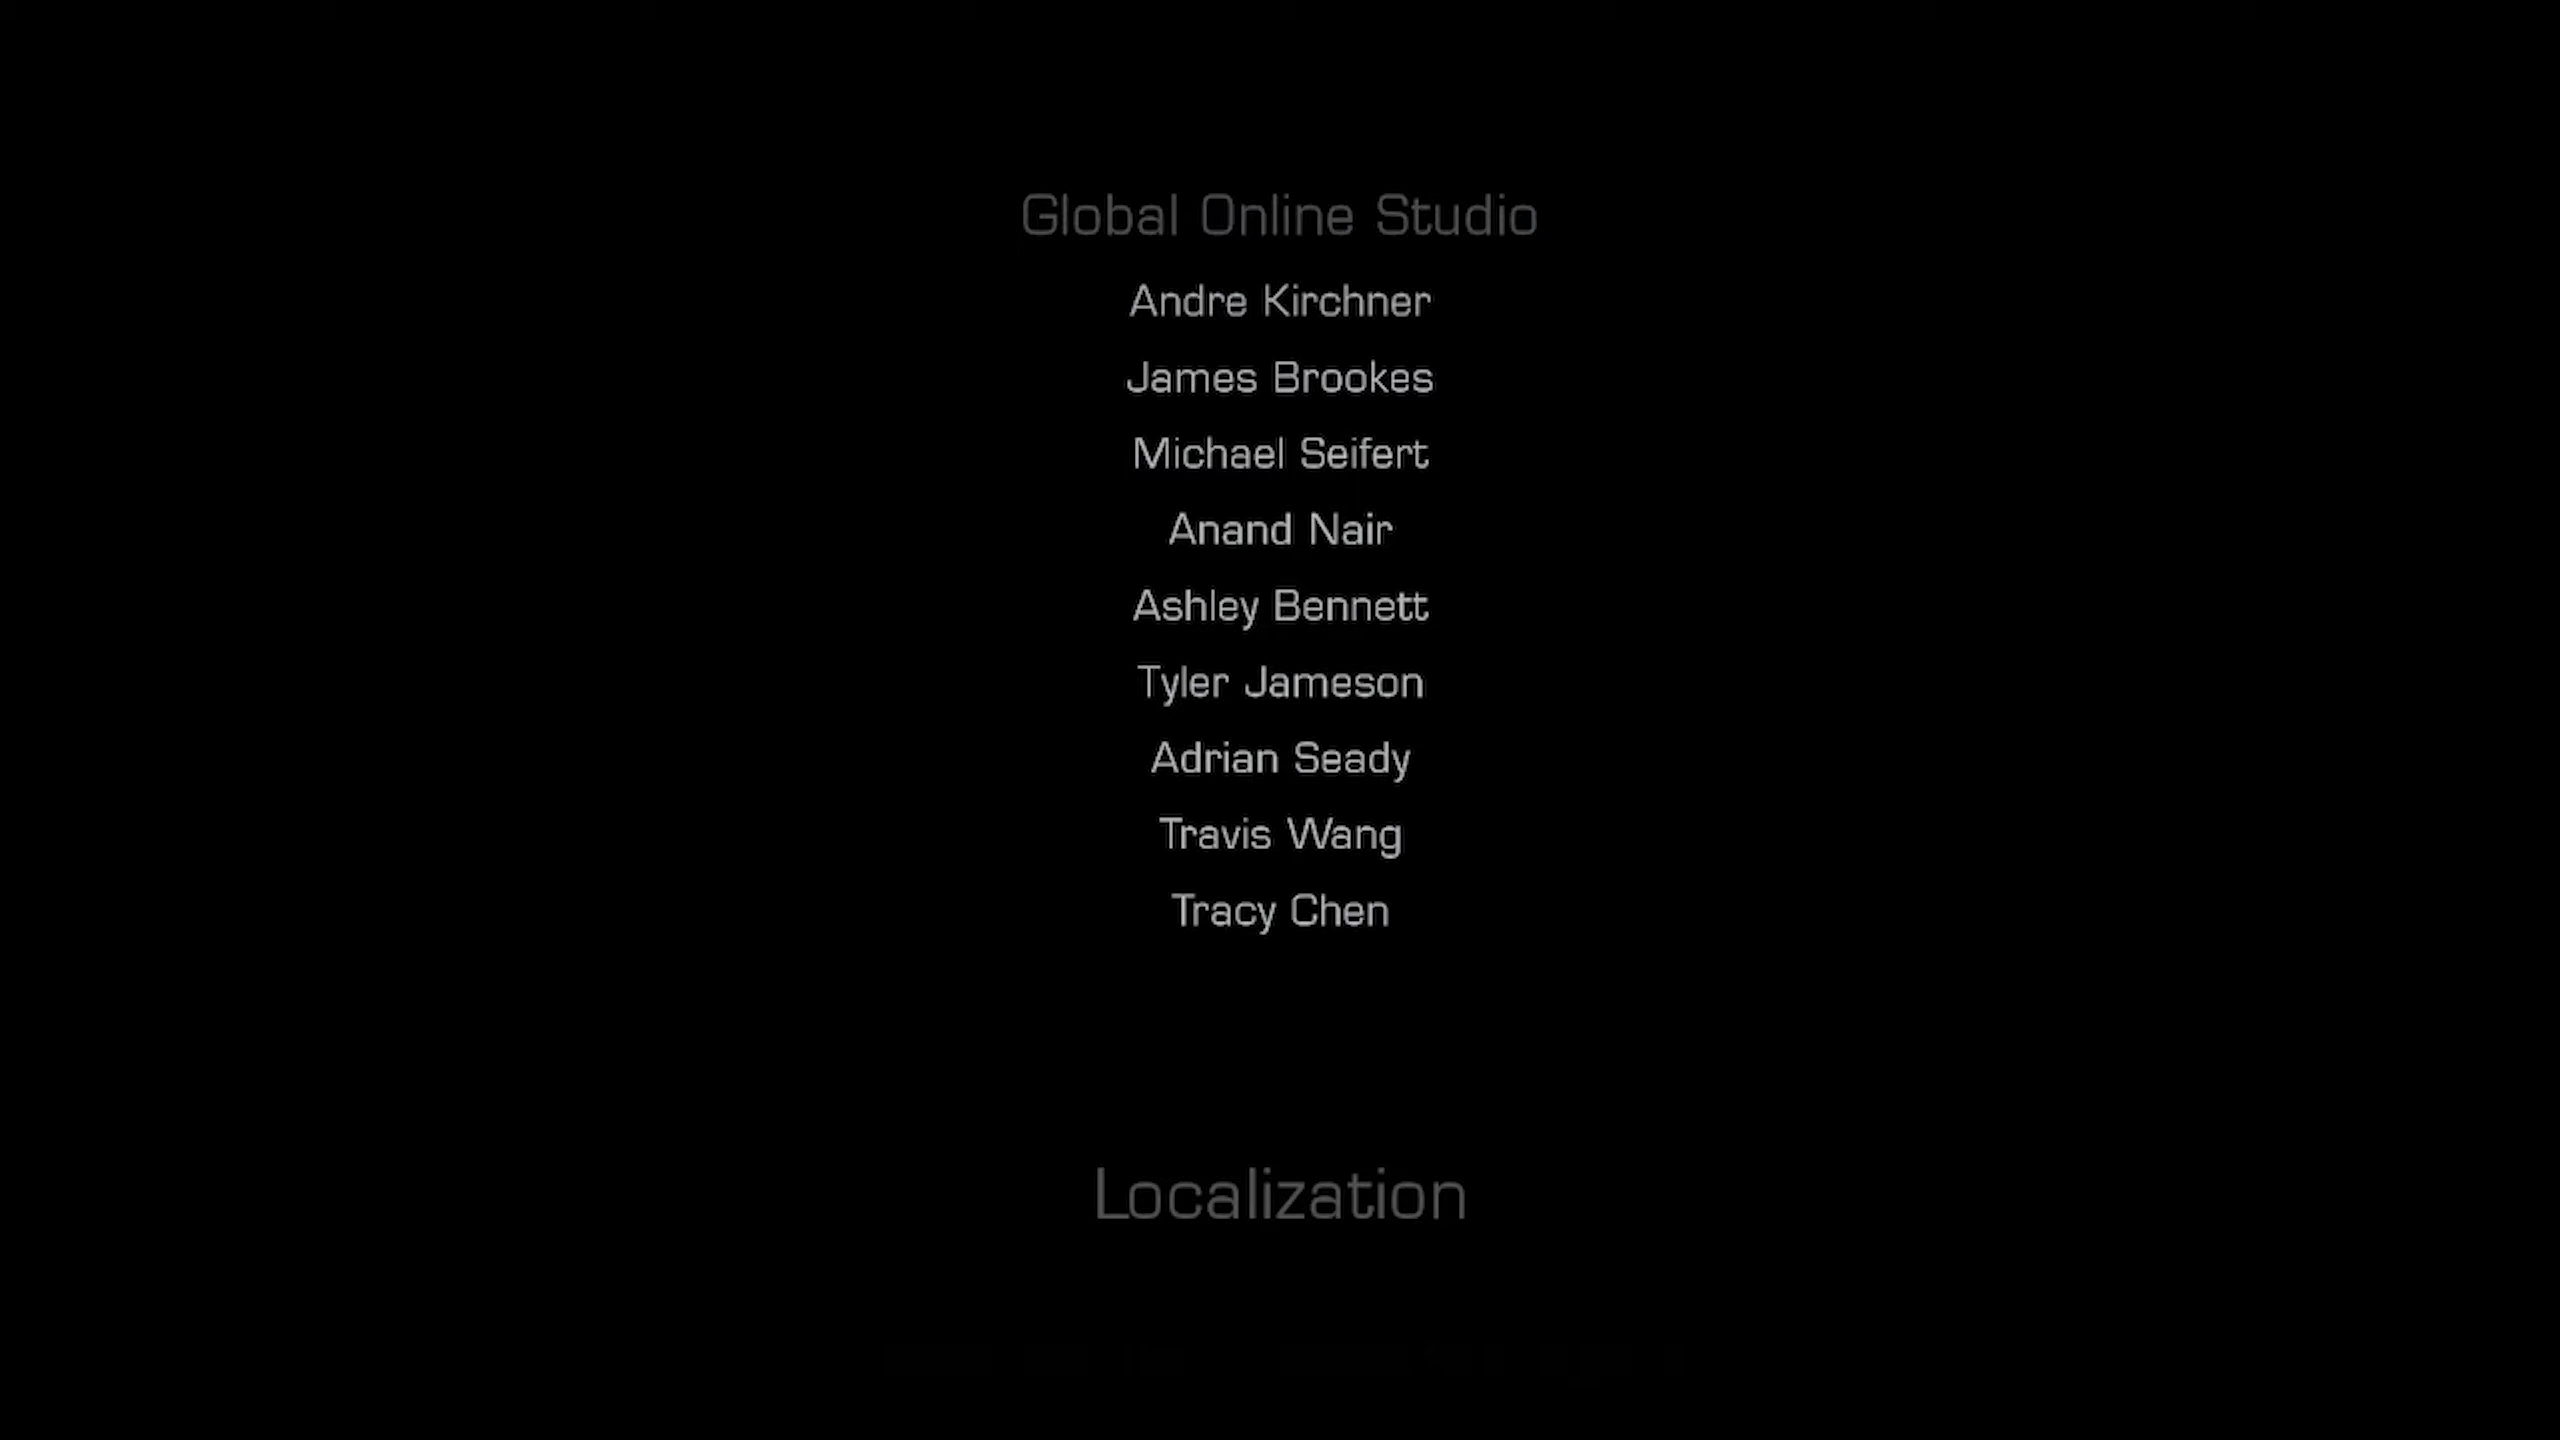 Global Online Studio
Andre Kirchner
James Brookes
Michael Seifert
Anand Nair
Ashley Bennett
Tyler Jameson
Adrian Seady
Travis Wang
Tracy Chen
Localization